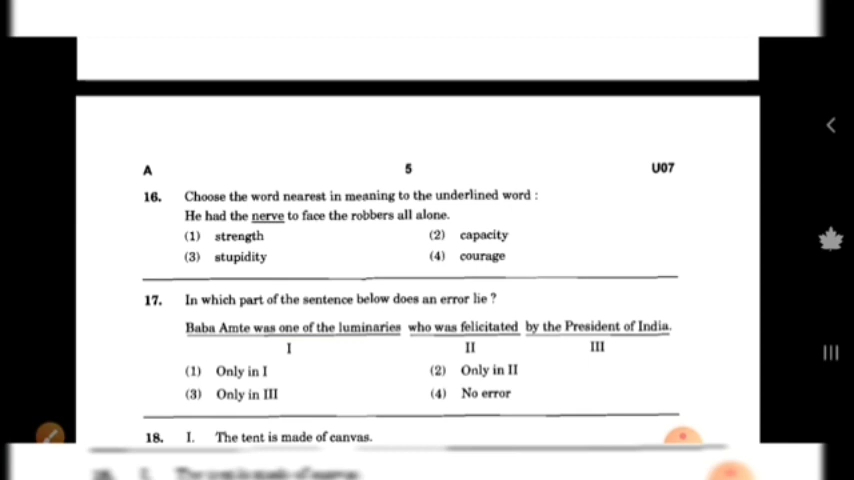 A 5 U07
16. Choose the word nearest in meaning to the underlined word :
He had the nerve to face the robbers all alone.
(1) strength (2) capacity
(3) stupidity (4) courage
17. In which part of the sentence below does an error lie ?
Baba Amte was one of the luminaries who was felicitated by the President of India.
I II III
(1) Only in I (2) Only in II
(3) Only in III (4) No error
18. I. The tent is made of canvas.